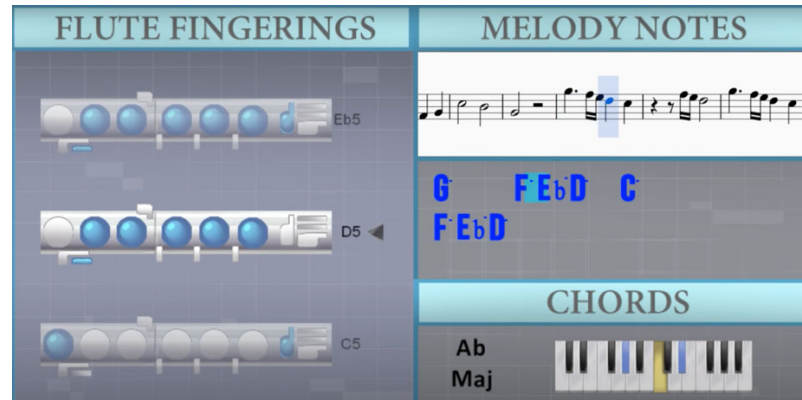 FLUTE FINGERINGS
Eb5
D5
C5
MELODY NOTES
G F Eb D C
F Eb D
CHORDS
Ab
Maj